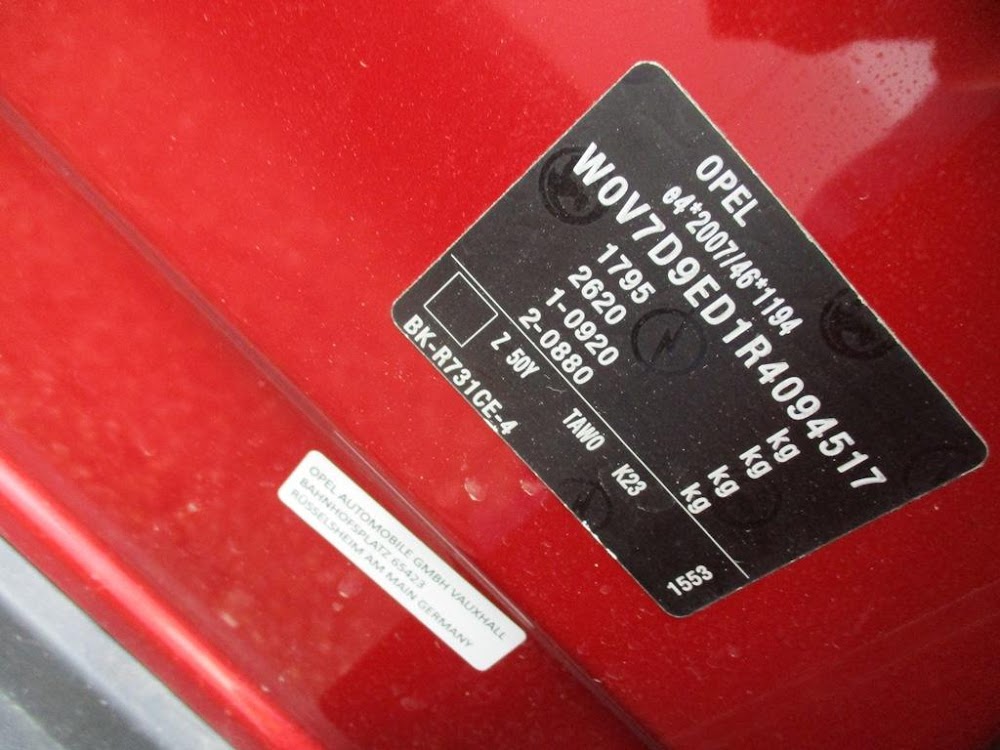 OPEL
e4*2007/46*1194
W0V7D9ED1R4094517
1795 kg
2620 kg
1-0920 kg
2-0880 kg
Z 50Y TAWO K23
BK-R731CE-4 1553
OPEL AUTOMOBILE GMBH VAUXHALL
BAHNHOFSPLATZ 65423
RÜSSELSHEIM AM MAIN GERMANY